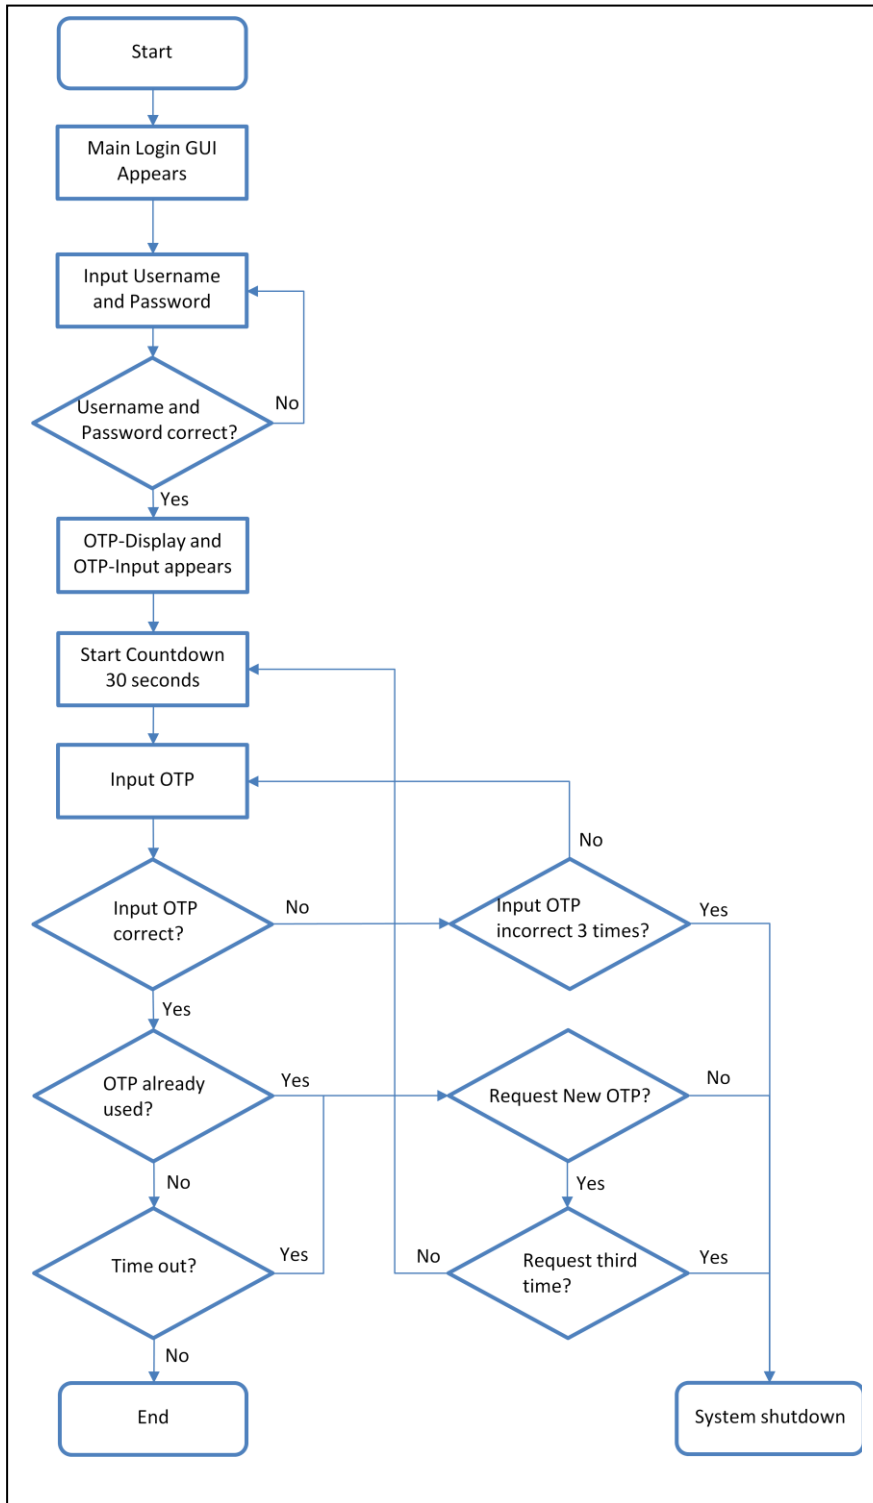 Start
Main Login GUI
Appears
Input Username
and Password
Username and
Password correct?
No
Yes
OTP-Display and
OTP-Input appears
Start Countdown
30 seconds
Input OTP
No
Input OTP
correct?
No
Input OTP
incorrect 3 times?
Yes
Yes
OTP already
used?
Yes
Request New OTP?
No
No
Yes
Time out?
Yes
No
Request third
time?
Yes
No
End
System shutdown